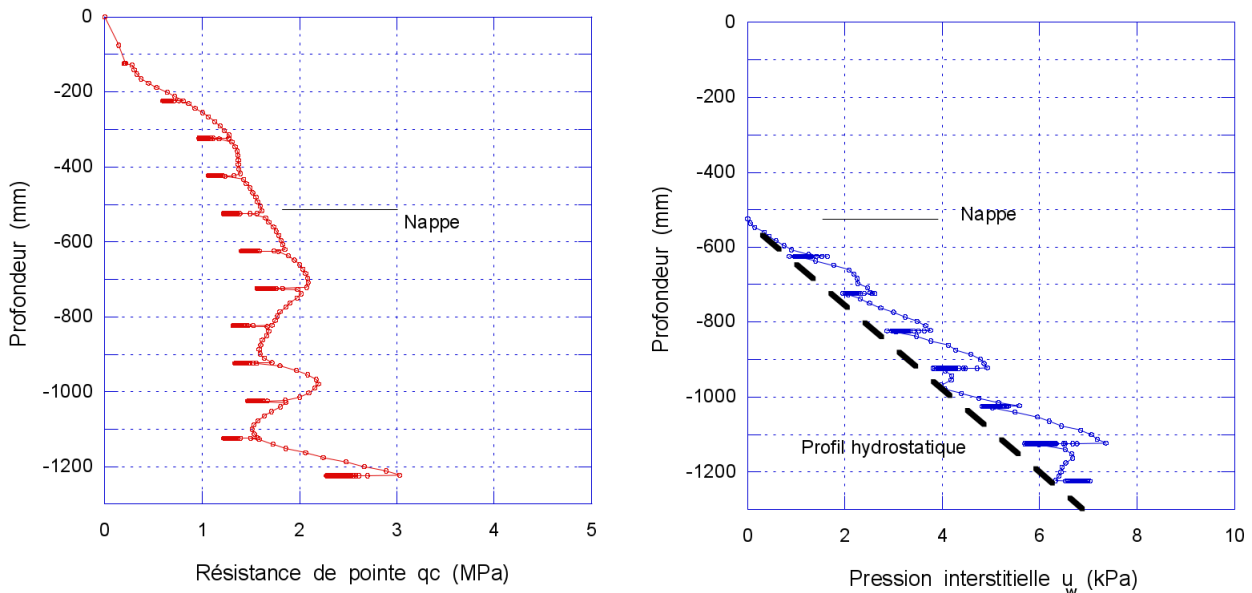 0
-200
-400
-600
-800
-1000
-1200
0 1 2 3 4 5
Profondeur (mm)
Résistance de pointe qc (MPa)
Nappe
0
-200
-400
-600
-800
-1000
-1200
0 2 4 6 8 10
Profondeur (mm)
Pression interstitielle u_w (kPa)
Nappe
Profil hydrostatique